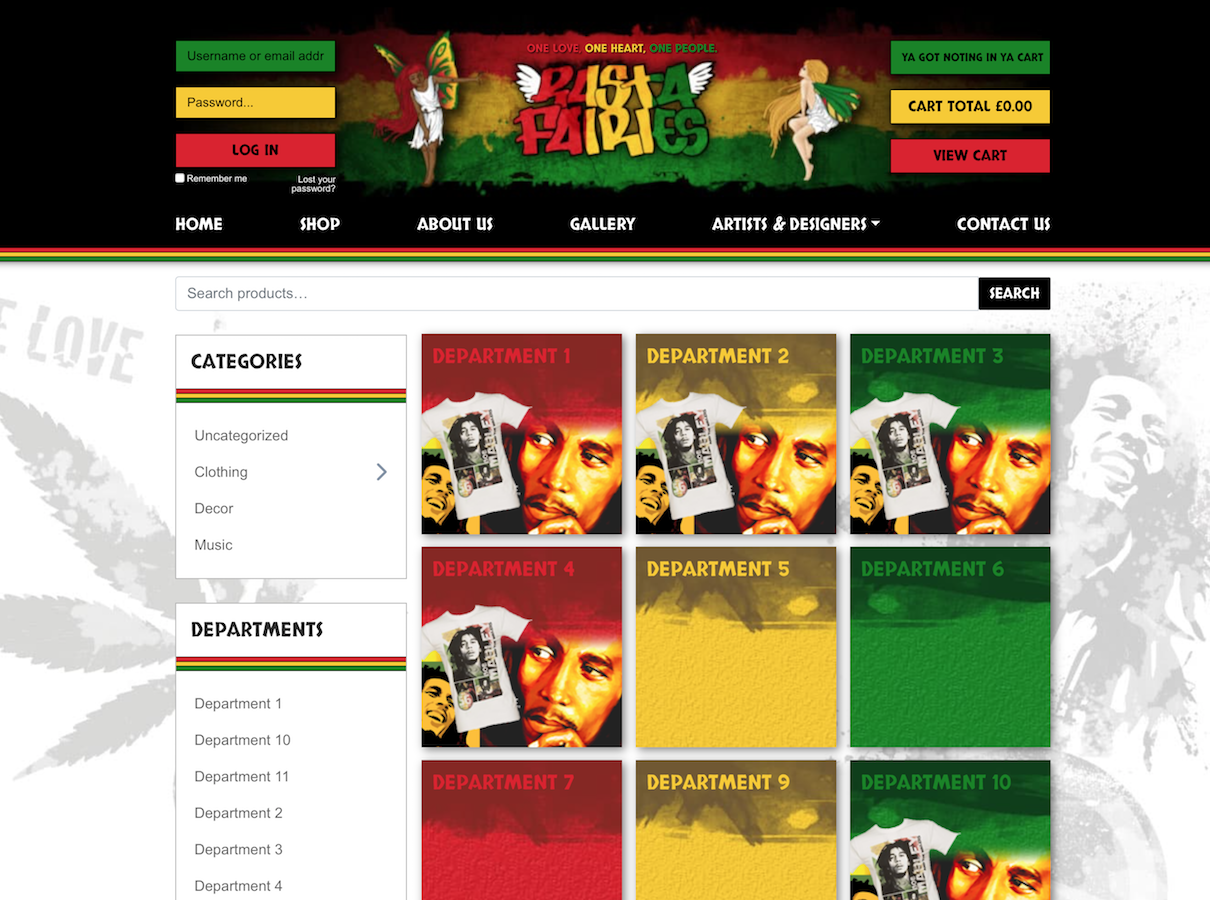 Username or email addr
Password...
LOG IN
Remember me
Lost your
password?
ONE LOVE, ONE HEART, ONE PEOPLE.
RASTA
FAIRIES
YA GOT NOTING IN YA CART
CART TOTAL £0.00
VIEW CART
HOME
SHOP
ABOUT US
GALLERY
ARTISTS & DESIGNERS
CONTACT US
Search products…
SEARCH
E LOVE
CATEGORIES
Uncategorized
Clothing
Decor
Music
DEPARTMENTS
Department 1
Department 10
Department 11
Department 2
Department 3
Department 4
DEPARTMENT 1
DEPARTMENT 2
DEPARTMENT 3
DEPARTMENT 4
DEPARTMENT 5
DEPARTMENT 6
DEPARTMENT 7
DEPARTMENT 9
DEPARTMENT 10